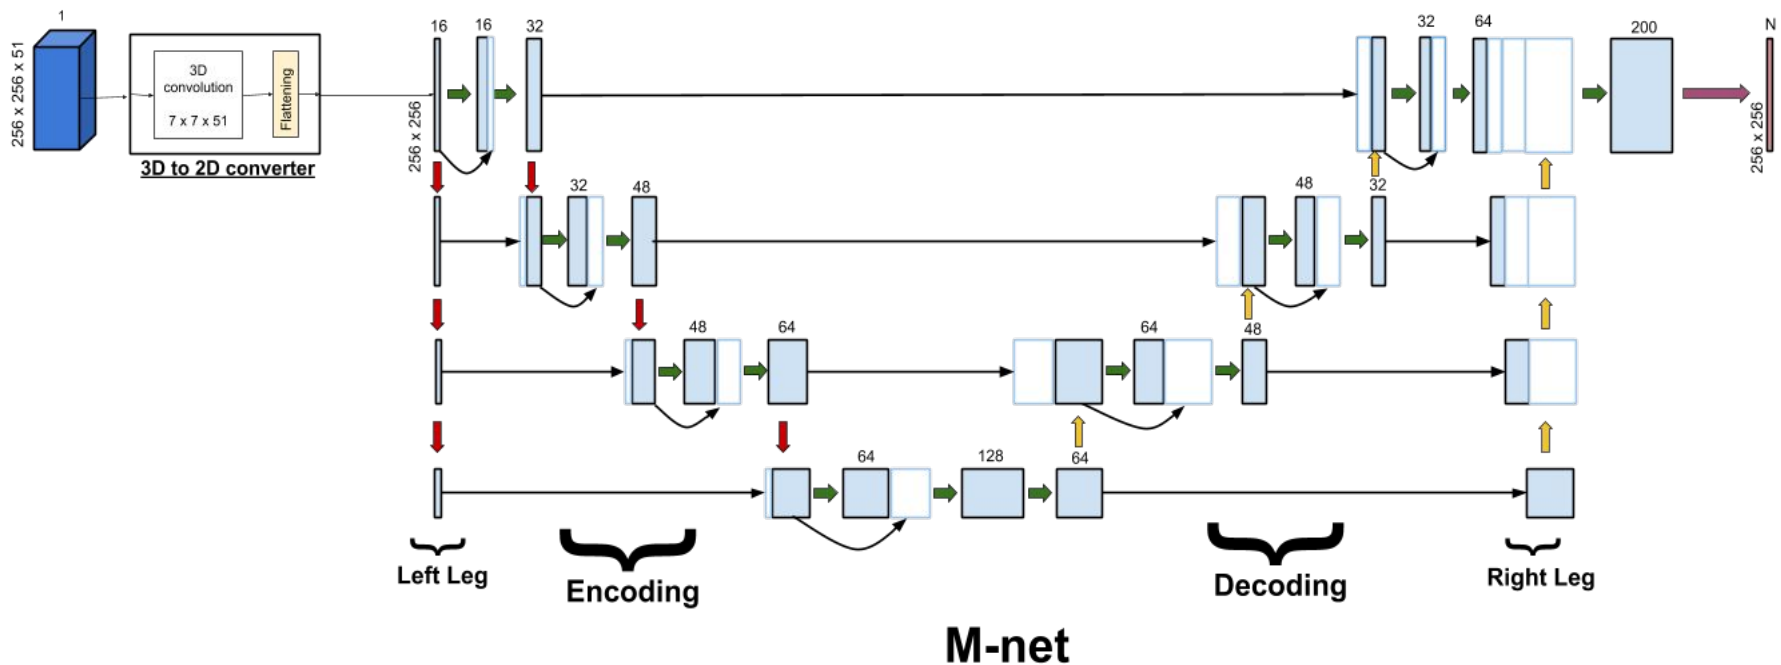 1
256 x 256 x 51
3D
convolution
7 x 7 x 51
Flattening
3D to 2D converter
16
16
32
256 x 256
32
64
200
N
256 x 256
32
48
48
32
48
64
64
48
64
128
64
Left Leg
Encoding
Decoding
Right Leg
M-net